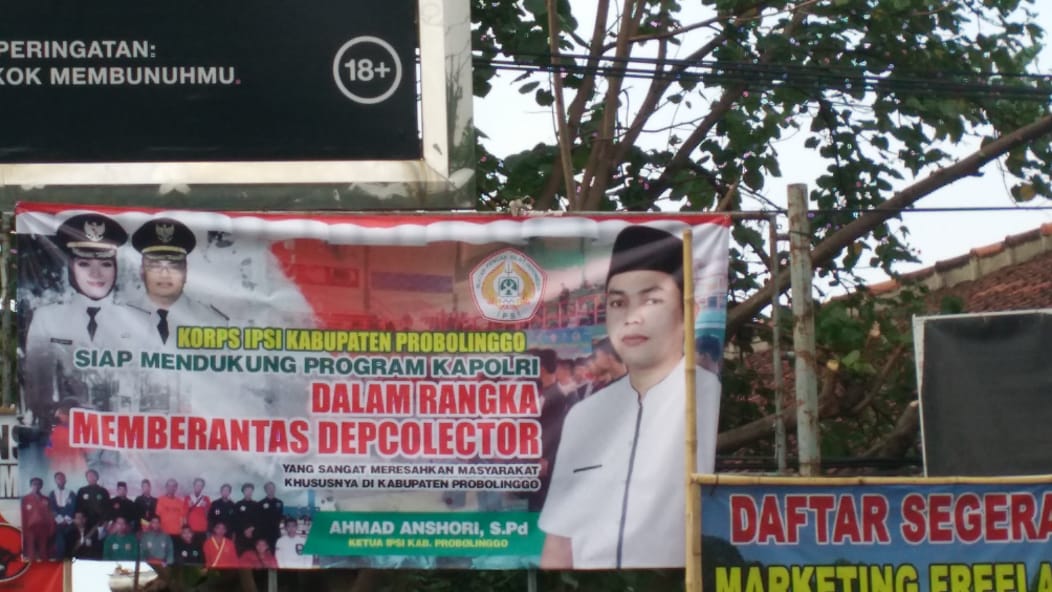 PERINGATAN:
KOK MEMBUNUHMU.
18+
IPSI
KORPS IPSI KABUPATEN PROBOLINGGO
SIAP MENDUKUNG PROGRAM KAPOLRI
DALAM RANGKA
MEMBERANTAS DEPCOLECTOR
YANG SANGAT MERESAHKAN MASYARAKAT
KHUSUSNYA DI KABUPATEN PROBOLINGGO
AHMAD ANSHORI, S.Pd
KETUA IPSI KAB. PROBOLINGGO
DAFTAR SEGERA
MARKETING FREELA